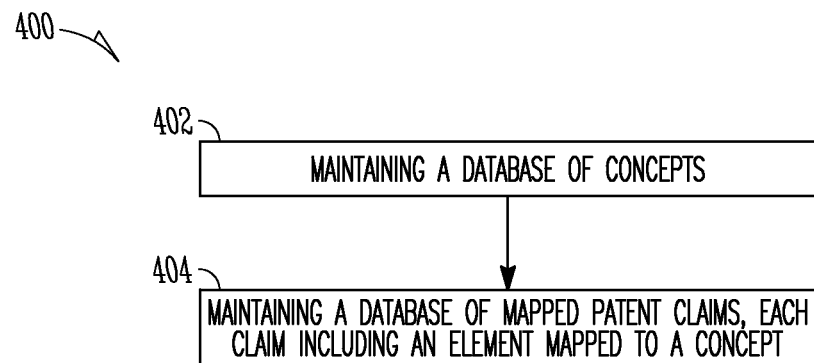 400
402
MAINTAINING A DATABASE OF CONCEPTS
404
MAINTAINING A DATABASE OF MAPPED PATENT CLAIMS, EACH
CLAIM INCLUDING AN ELEMENT MAPPED TO A CONCEPT